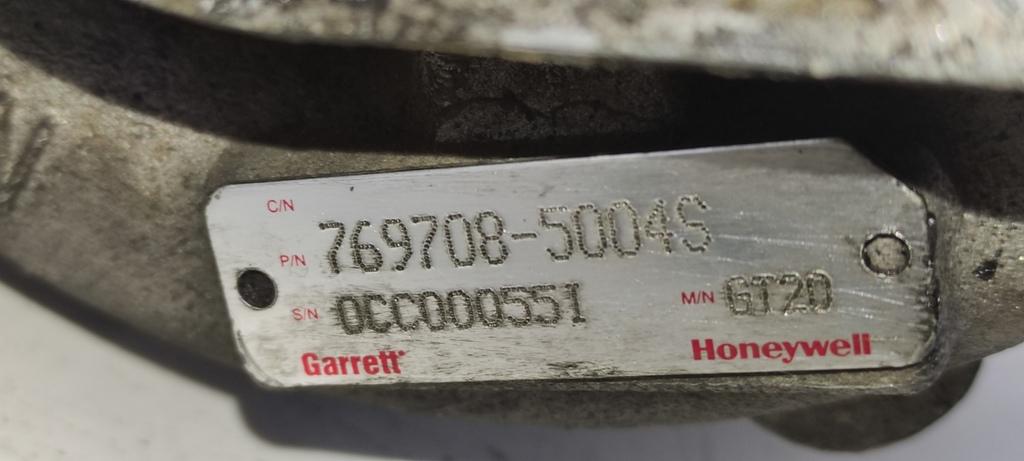 C/N
P/N 769708-5004S
S/N 0CC000551 M/N GT20
Garrett® Honeywell